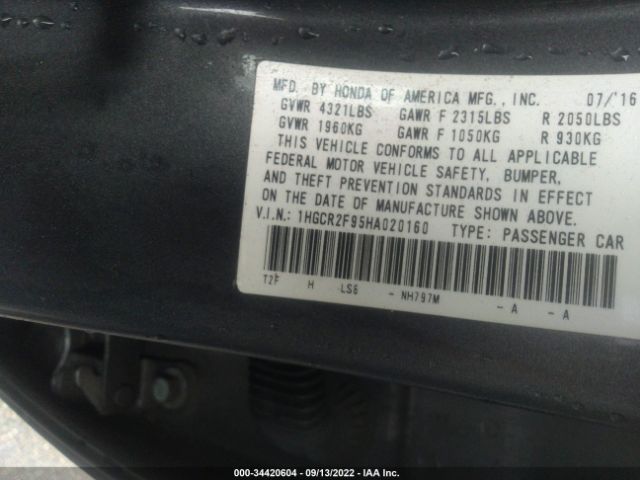 MFD. BY HONDA OF AMERICA MFG., INC. 07/'16
GVWR 4321LBS GAWR F 2315LBS R 2050LBS
GVWR 1960KG GAWR F 1050KG R 930KG
THIS VEHICLE CONFORMS TO ALL APPLICABLE
FEDERAL MOTOR VEHICLE SAFETY, BUMPER,
AND THEFT PREVENTION STANDARDS IN EFFECT
ON THE DATE OF MANUFACTURE SHOWN ABOVE.
V.I.N.: 1HGCR2F95HA020160 TYPE: PASSENGER CAR
T2F H LS6 - NH797M - A - A
000-34420604 - 09/13/2022 - IAA Inc.